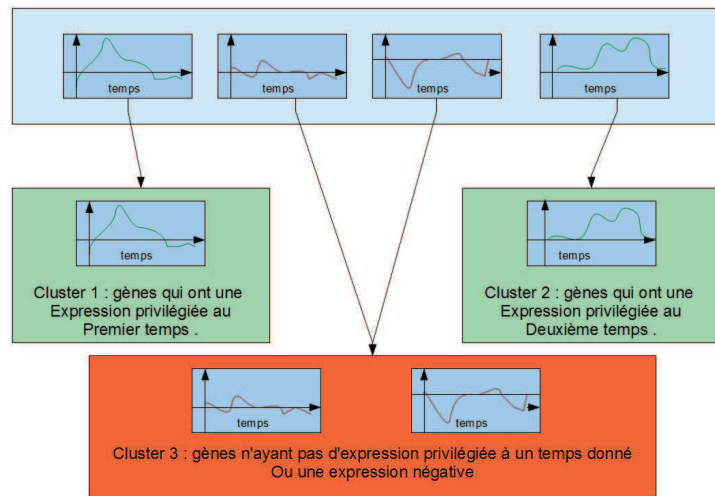 temps
temps
temps
temps
temps
Cluster 1 : gènes qui ont une
Expression privilégiée au
Premier temps .
temps
Cluster 2 : gènes qui ont une
Expression privilégiée au
Deuxième temps .
temps
temps
Cluster 3 : gènes n'ayant pas d'expression privilégiée à un temps donné
Ou une expression négative